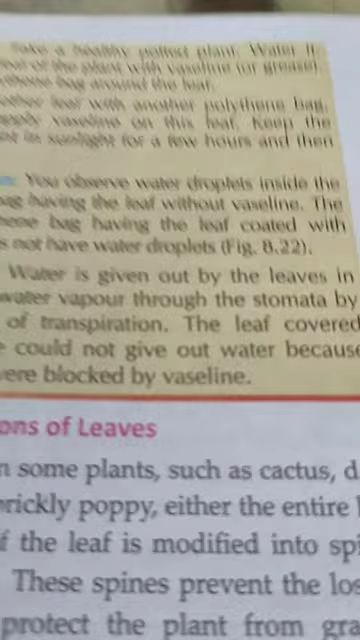 Take a healthy potted plant. Water it
leaf of the plant with vaseline (or grease).
bag around the leaf.
leaf with another polythene bag.
vaseline on this leaf. Keep the
in sunlight for a few hours and then
You observe water droplets inside the
bag having the leaf without vaseline. The
bag having the leaf coated with
not have water droplets (Fig. 8.22).
Water is given out by the leaves in
water vapour through the stomata by
of transpiration. The leaf covered
could not give out water because
were blocked by vaseline.
ons of Leaves
n some plants, such as cactus, d
prickly poppy, either the entire l
f the leaf is modified into spi
These spines prevent the los
protect the plant from gra